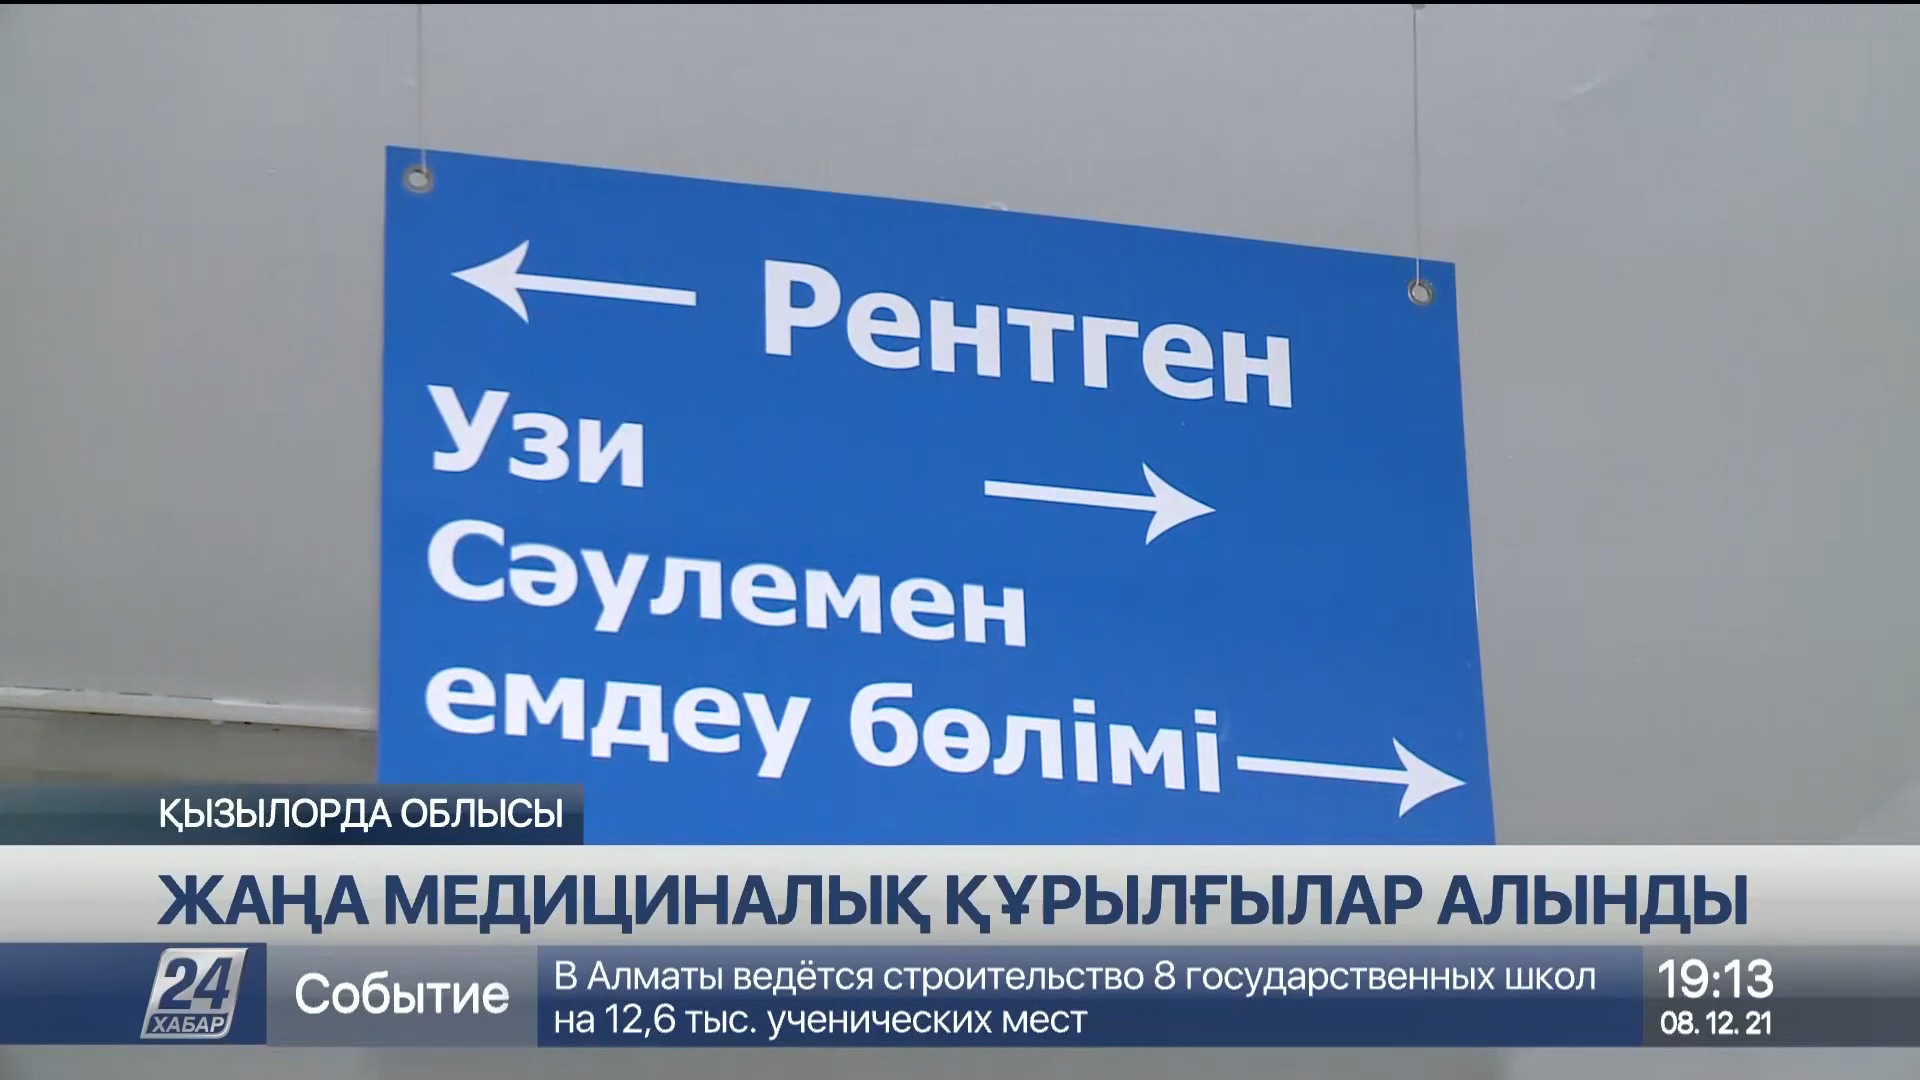 Рентген
Узи
Сәулемен
емдеу бөлімі
ҚЫЗЫЛОРДА ОБЛЫСЫ
ЖАҢА МЕДИЦИНАЛЫҚ ҚҰРЫЛҒЫЛАР АЛЫНДЫ
24
ХАБАР
Событие
В Алматы ведётся строительство 8 государственных школ
на 12,6 тыс. ученических мест
19:13
08. 12. 21